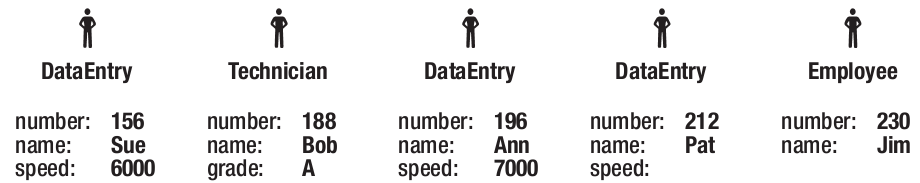 DataEntry Technician DataEntry DataEntry Employee
number: 156 number: 188 number: 196 number: 212 number: 230
name: Sue name: Bob name: Ann name: Pat name: Jim
speed: 6000 grade: A speed: 7000 speed: